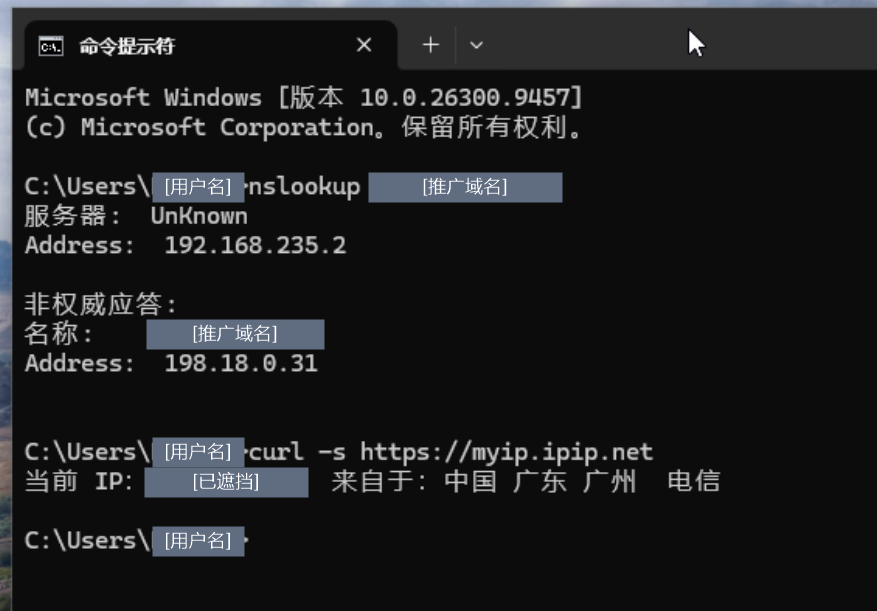 命令提示符
Microsoft Windows [版本 10.0.26300.9457]
(c) Microsoft Corporation。保留所有权利。
C:\Users\[用户名]>nslookup [推广域名]
服务器:  UnKnown
Address:  192.168.235.2
非权威应答:
名称:    [推广域名]
Address:  198.18.0.31
C:\Users\[用户名]>curl -s https://myip.ipip.net
当前 IP: [已遮挡]  来自于: 中国 广东 广州  电信
C:\Users\[用户名]>